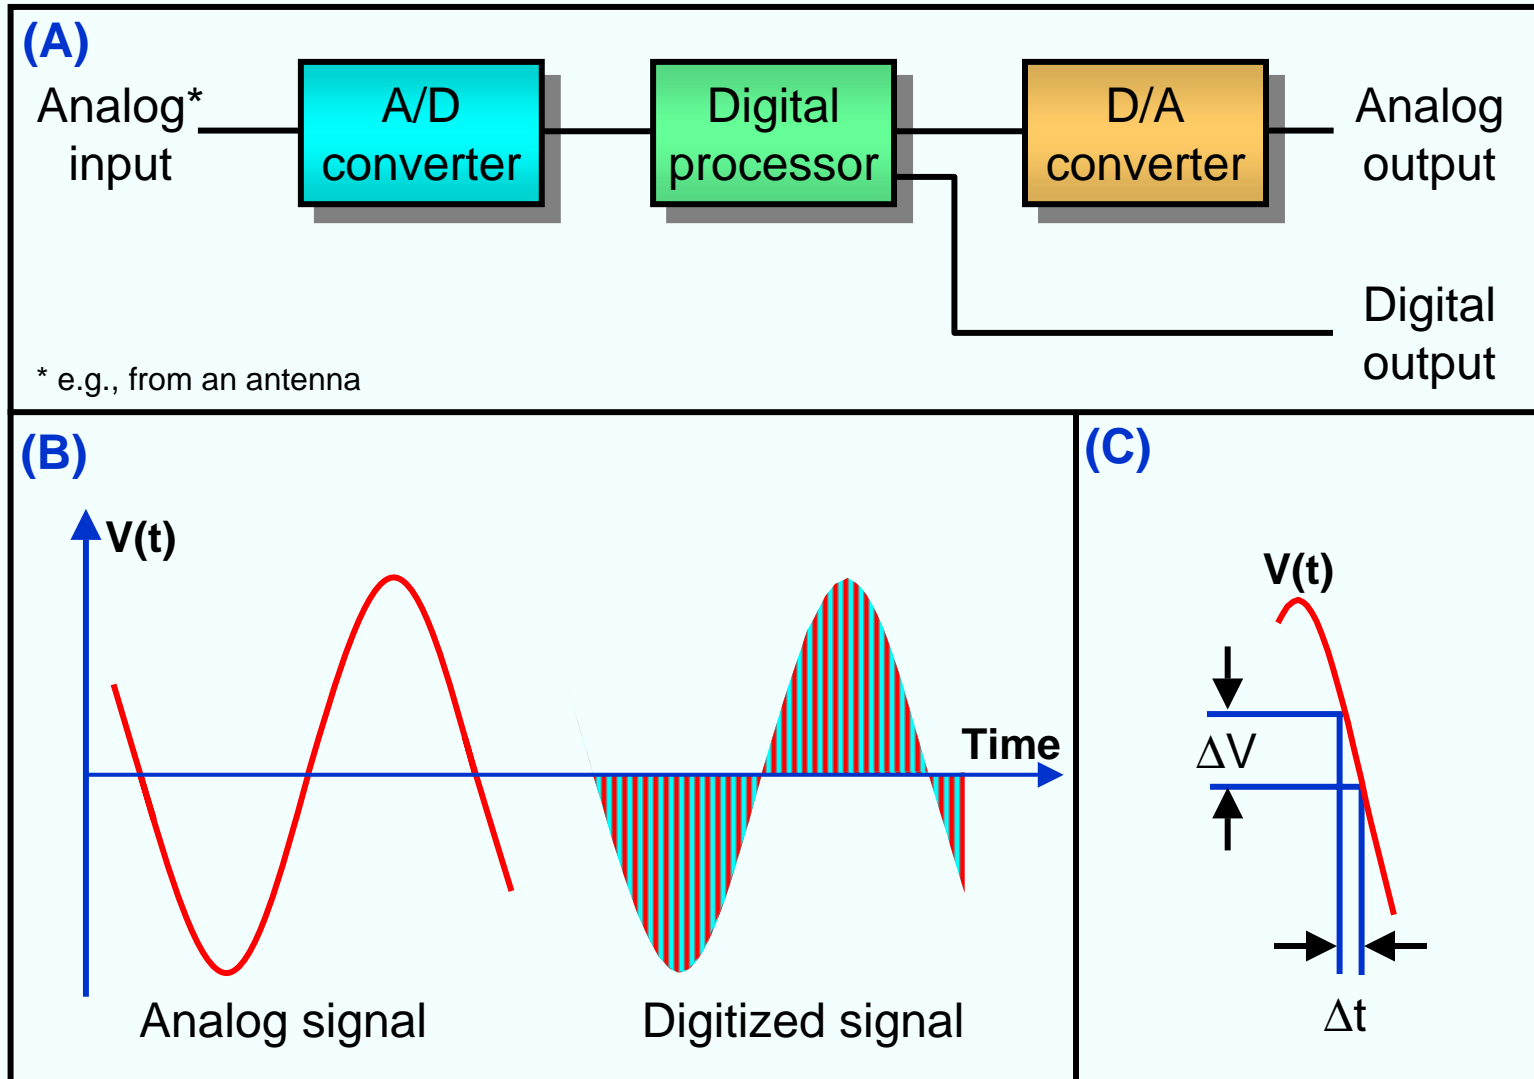 (A)
Analog*
input
A/D
converter
Digital
processor
D/A
converter
Analog
output
Digital
output
* e.g., from an antenna
(B)
V(t)
Time
Analog signal
Digitized signal
(C)
V(t)
ΔV
Δt